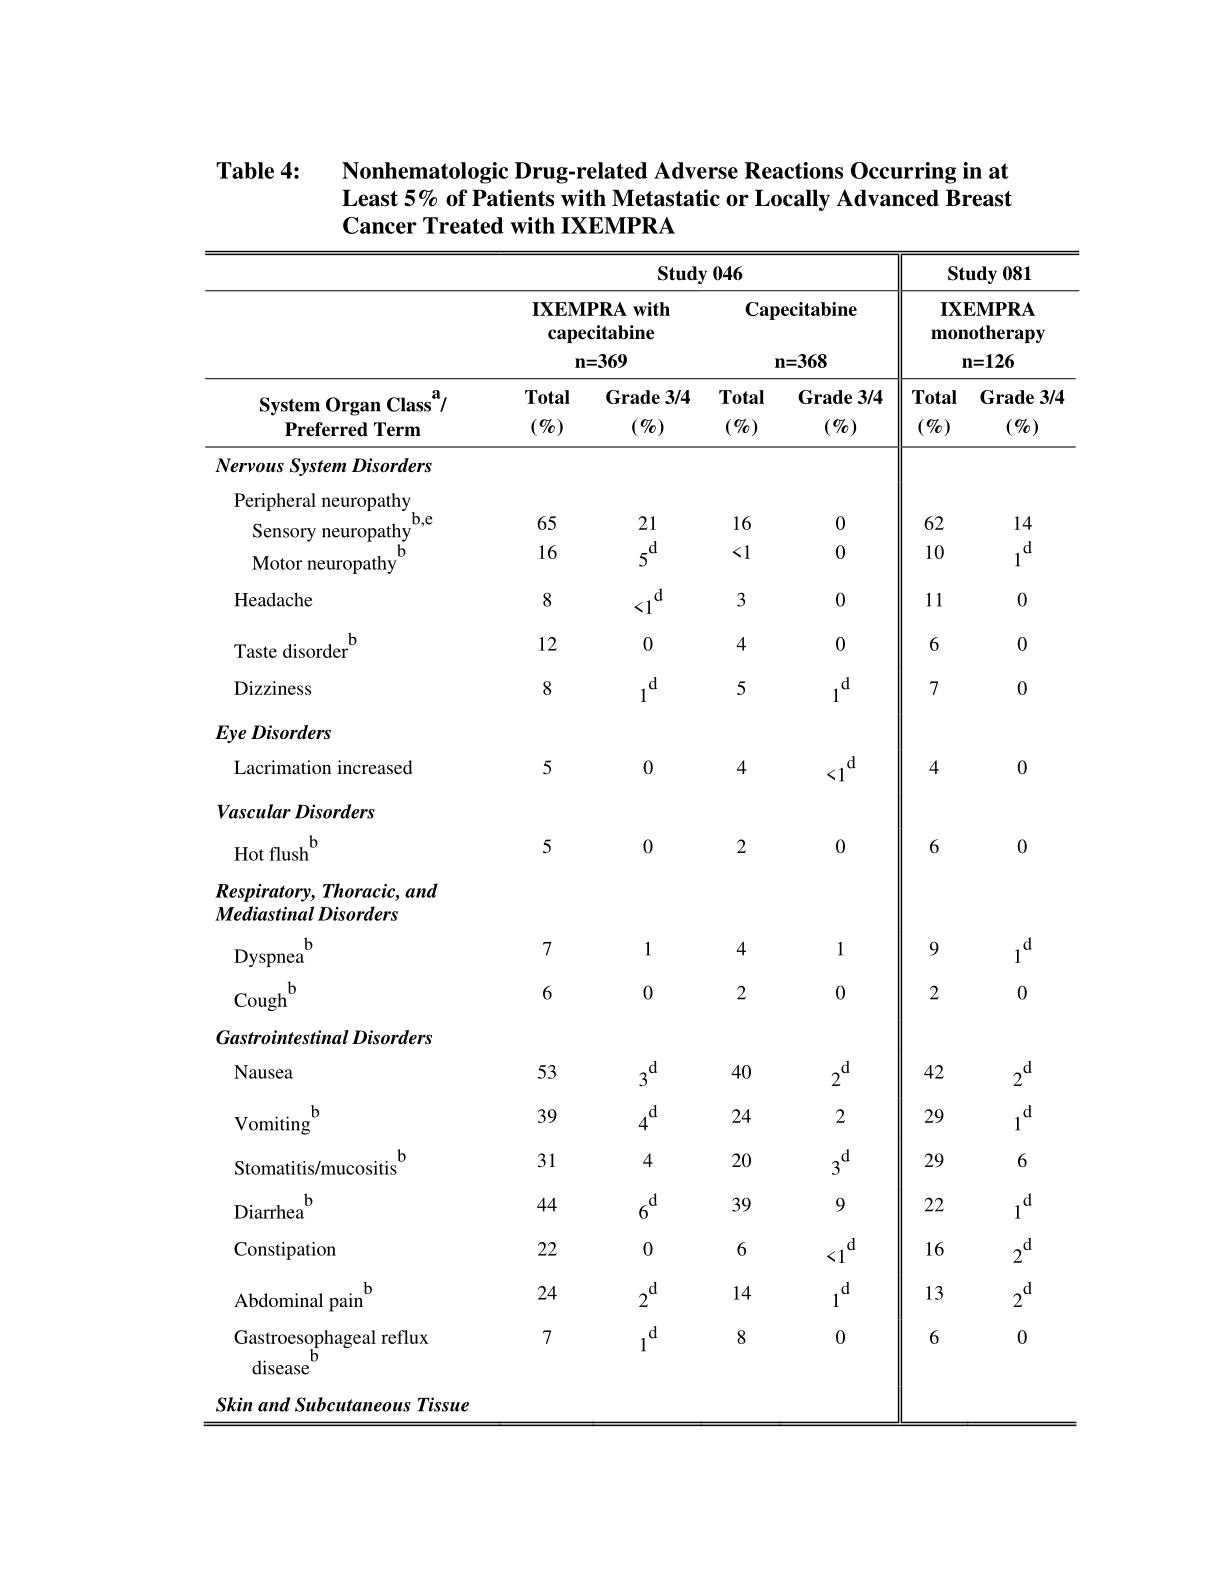 Table 4: Nonhematologic Drug-related Adverse Reactions Occurring in at
Least 5% of Patients with Metastatic or Locally Advanced Breast
Cancer Treated with IXEMPRA
Study 046 Study 081
IXEMPRA with Capecitabine IXEMPRA
capecitabine monotherapy
n=369 n=368 n=126
System Organ Class^a/ Total Grade 3/4 Total Grade 3/4 Total Grade 3/4
Preferred Term (%) (%) (%) (%) (%) (%)
Nervous System Disorders
Peripheral neuropathy
Sensory neuropathy^b,e 65 21 16 0 62 14
Motor neuropathy^b 16 5^d <1 0 10 1^d
Headache 8 <1^d 3 0 11 0
Taste disorder^b 12 0 4 0 6 0
Dizziness 8 1^d 5 1^d 7 0
Eye Disorders
Lacrimation increased 5 0 4 <1^d 4 0
Vascular Disorders
Hot flush^b 5 0 2 0 6 0
Respiratory, Thoracic, and
Mediastinal Disorders
Dyspnea^b 7 1 4 1 9 1^d
Cough^b 6 0 2 0 2 0
Gastrointestinal Disorders
Nausea 53 3^d 40 2^d 42 2^d
Vomiting^b 39 4^d 24 2 29 1^d
Stomatitis/mucositis^b 31 4 20 3^d 29 6
Diarrhea^b 44 6^d 39 9 22 1^d
Constipation 22 0 6 <1^d 16 2^d
Abdominal pain^b 24 2^d 14 1^d 13 2^d
Gastroesophageal reflux 7 1^d 8 0 6 0
disease^b
Skin and Subcutaneous Tissue